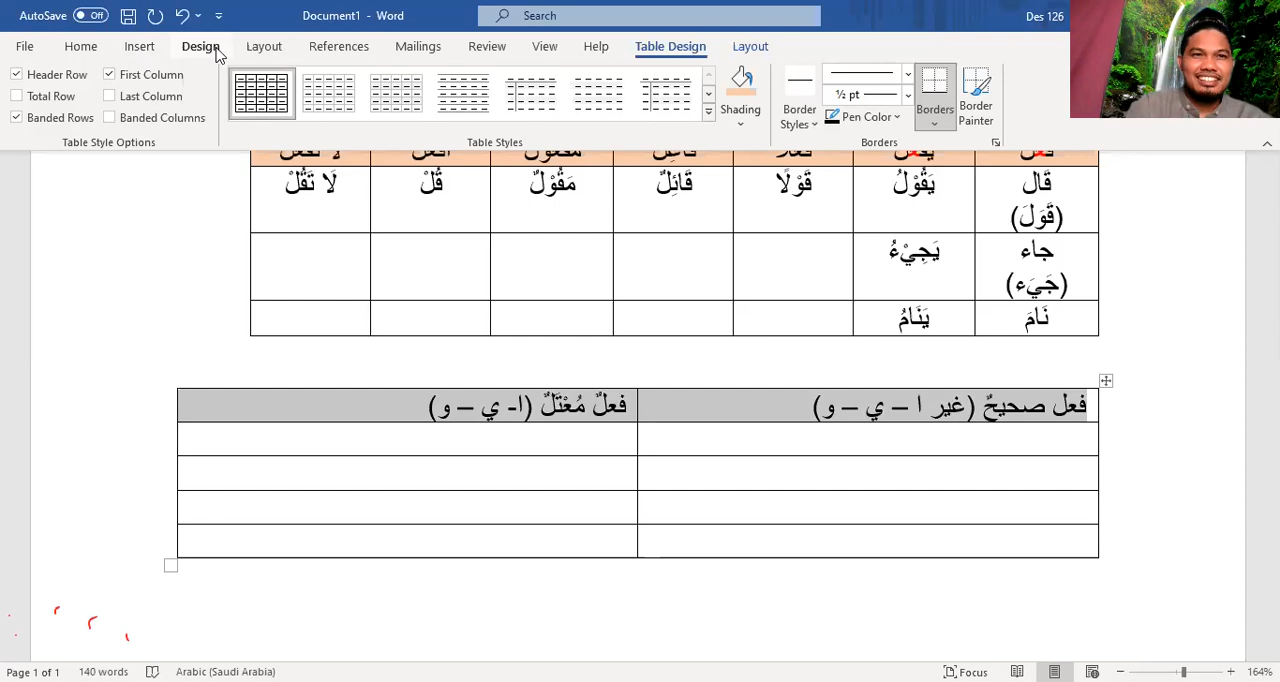 AutoSave Off Document1 - Word Search Des 126
File Home Insert Design Layout References Mailings Review View Help Table Design Layout
Header Row First Column
Total Row Last Column
Banded Rows Banded Columns
Table Style Options
Table Styles
Shading
Border Styles
½ pt
Pen Color
Borders
Border Painter
Borders
قَال يَقُوْلُ قَوْلًا قَائِلٌ مَقُوْلٌ قُلْ لَا تَقُلْ
(قَوَلَ)
جاء يَجِيْءُ
(جَيَء)
نَامَ يَنَامُ
فعل صحيحٌ (غير ا – ي – و) فعلٌ مُعْتَلٌ (ا- ي – و)
Page 1 of 1 140 words Arabic (Saudi Arabia) Focus 164%